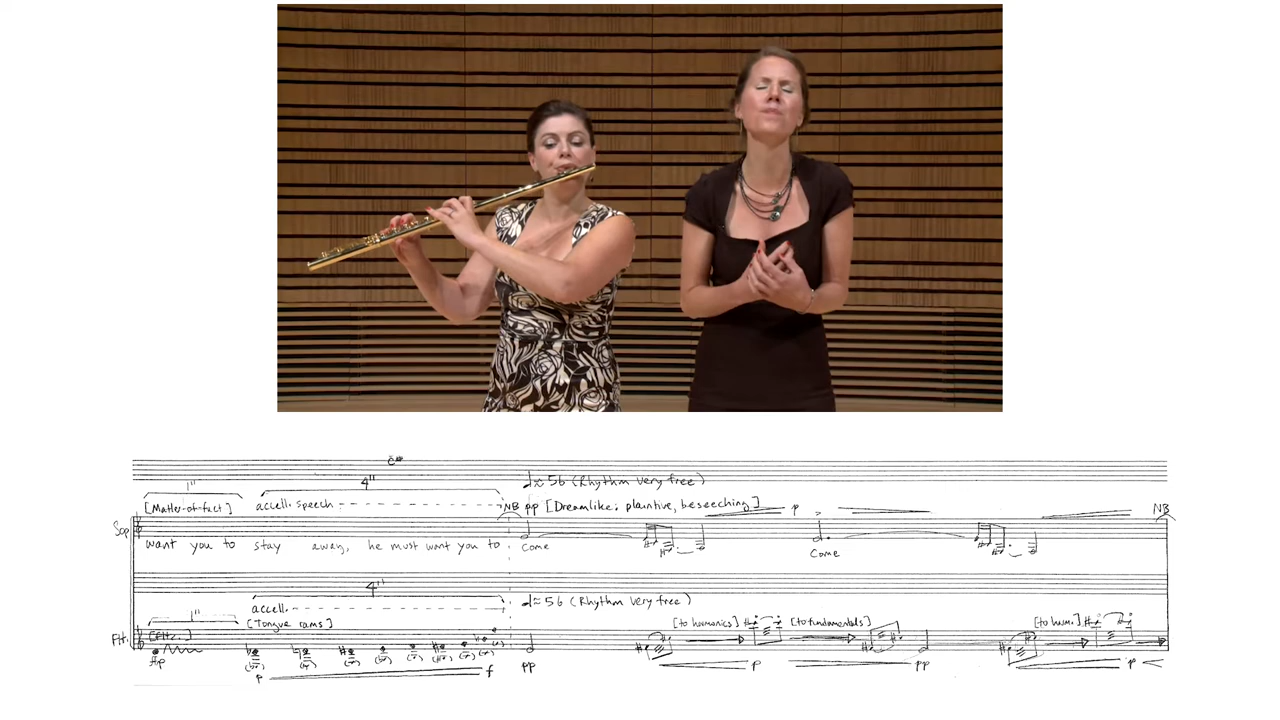 1" 4" ♩≈56 (Rhythm very free)
[Matter-of-fact] accell. speech NB pp [Dreamlike: plaintive, beseeching] p NB
Sop
want you to stay away, he must want you to come come
4"
accell. ♩≈56 (Rhythm very free)
1" [Tongue rams] [to harmonics] [to fundamentals] [to harm.]
Flt. [Fltz.]
p f pp p pp p